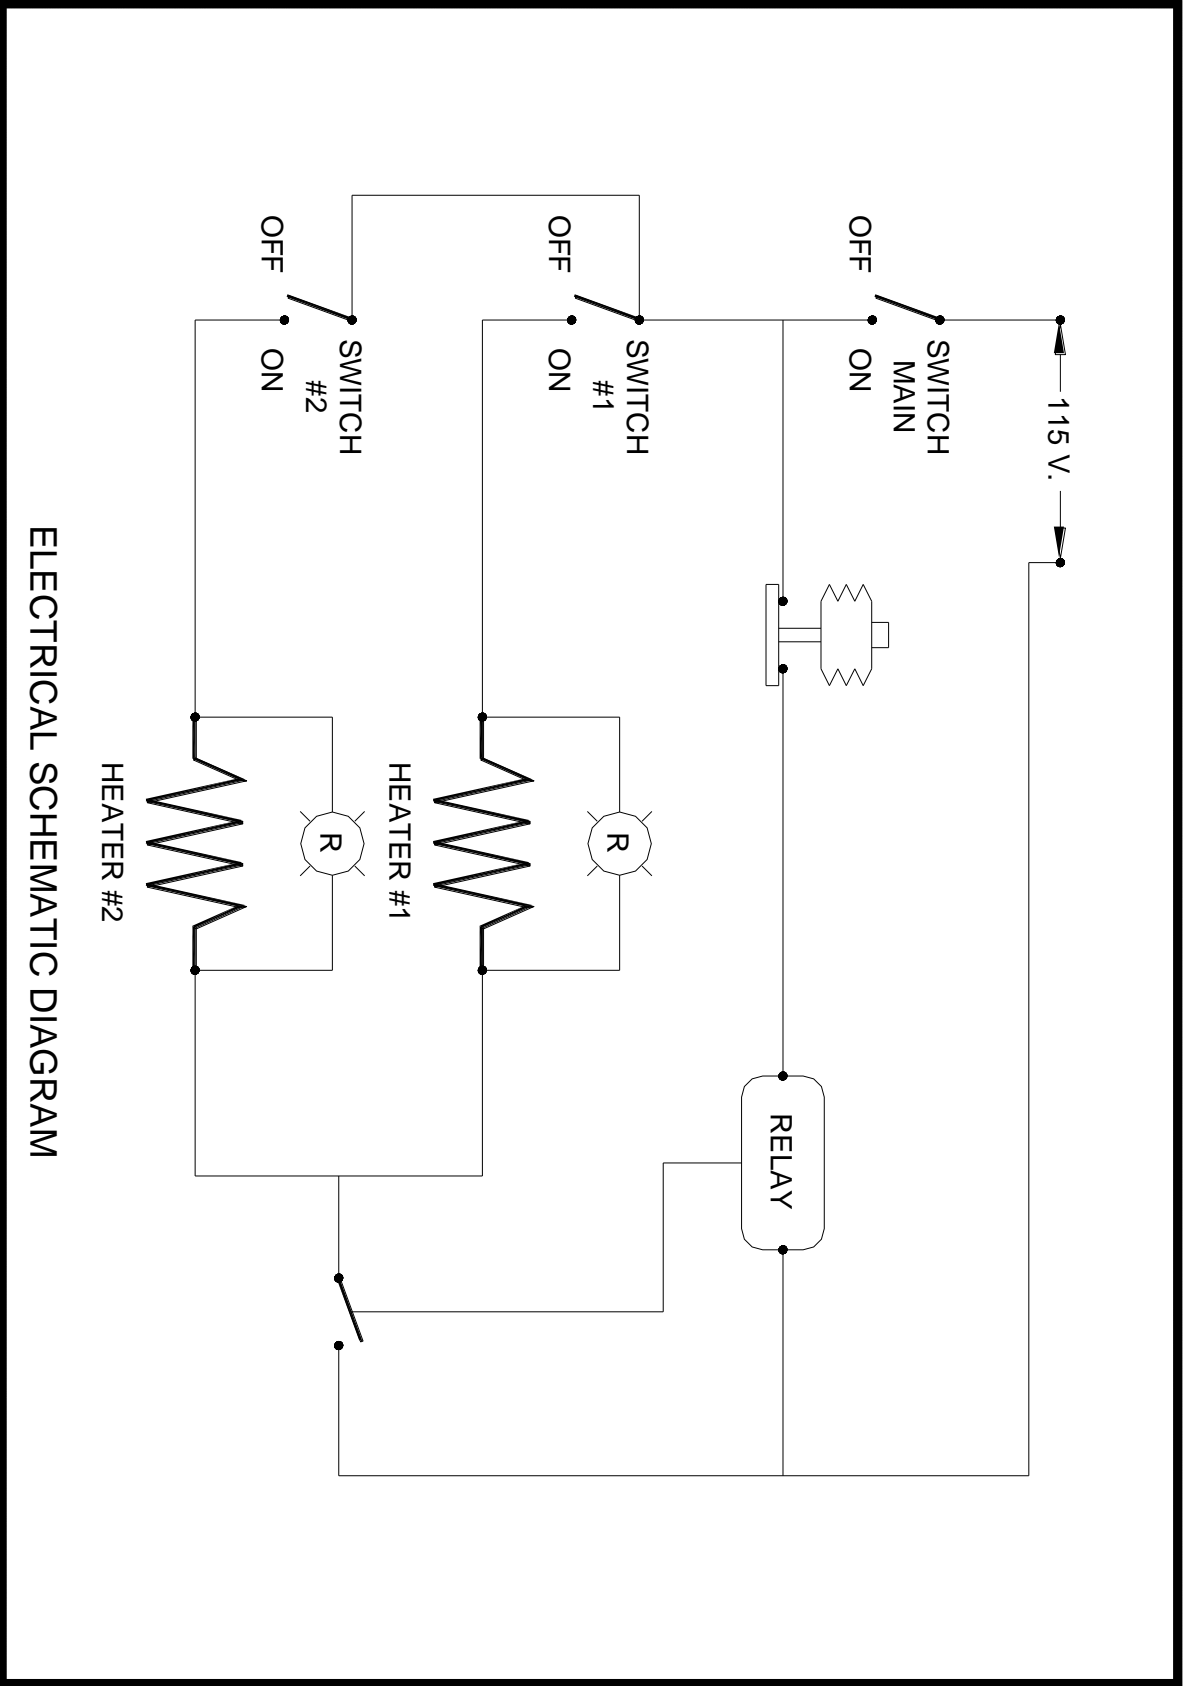 115 V.
SWITCH
MAIN
OFF
ON
RELAY
SWITCH
#1
OFF
ON
R
HEATER #1
SWITCH
#2
OFF
ON
R
HEATER #2
ELECTRICAL SCHEMATIC DIAGRAM